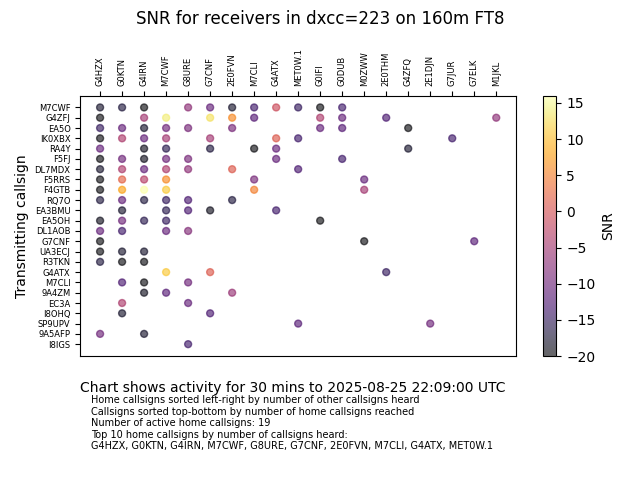 SNR for receivers in dxcc=223 on 160m FT8
G4HZX
G0KTN
G4IRN
M7CWF
G8URE
G7CNF
2E0FVN
M7CLI
G4ATX
MET0W.1
G0IFI
G0DUB
M0ZWW
2E0THM
G4ZFQ
2E1DJN
G7JUR
G7ELK
M1JKL
Transmitting callsign
M7CWF
G4ZFJ
EA5O
IK0XBX
RA4Y
F5FJ
DL7MDX
F5RRS
F4GTB
RQ7O
EA3BMU
EA5OH
DL1AOB
G7CNF
UA3ECJ
R3TKN
G4ATX
M7CLI
9A4ZM
EC3A
I8OHQ
SP9UPV
9A5AFP
I8IGS
15
10
5
0
−5
−10
−15
−20
SNR
Chart shows activity for 30 mins to 2025-08-25 22:09:00 UTC
Home callsigns sorted left-right by number of other callsigns heard
Callsigns sorted top-bottom by number of home callsigns reached
Number of active home callsigns: 19
Top 10 home callsigns by number of callsigns heard:
G4HZX, G0KTN, G4IRN, M7CWF, G8URE, G7CNF, 2E0FVN, M7CLI, G4ATX, MET0W.1